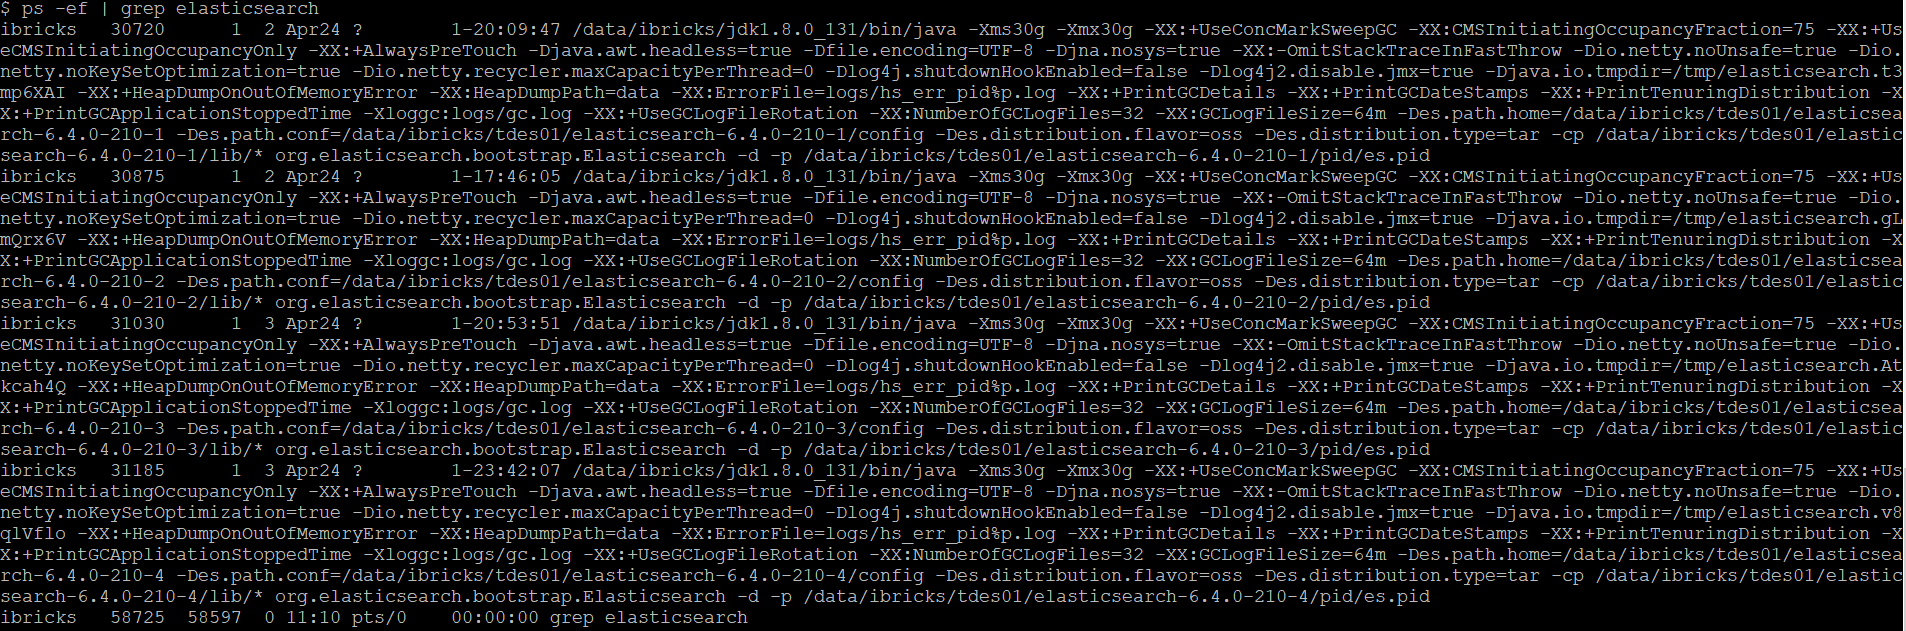 $ ps -ef | grep elasticsearch
ibricks   30720      1  2 Apr24 ?        1-20:09:47 /data/ibricks/jdk1.8.0_131/bin/java -Xms30g -Xmx30g -XX:+UseConcMarkSweepGC -XX:CMSInitiatingOccupancyFraction=75 -XX:+Us
eCMSInitiatingOccupancyOnly -XX:+AlwaysPreTouch -Djava.awt.headless=true -Dfile.encoding=UTF-8 -Djna.nosys=true -XX:-OmitStackTraceInFastThrow -Dio.netty.noUnsafe=true -Dio.
netty.noKeySetOptimization=true -Dio.netty.recycler.maxCapacityPerThread=0 -Dlog4j.shutdownHookEnabled=false -Dlog4j2.disable.jmx=true -Djava.io.tmpdir=/tmp/elasticsearch.t3
mp6XAI -XX:+HeapDumpOnOutOfMemoryError -XX:HeapDumpPath=data -XX:ErrorFile=logs/hs_err_pid%p.log -XX:+PrintGCDetails -XX:+PrintGCDateStamps -XX:+PrintTenuringDistribution -X
X:+PrintGCApplicationStoppedTime -Xloggc:logs/gc.log -XX:+UseGCLogFileRotation -XX:NumberOfGCLogFiles=32 -XX:GCLogFileSize=64m -Des.path.home=/data/ibricks/tdes01/elasticsea
rch-6.4.0-210-1 -Des.path.conf=/data/ibricks/tdes01/elasticsearch-6.4.0-210-1/config -Des.distribution.flavor=oss -Des.distribution.type=tar -cp /data/ibricks/tdes01/elastic
search-6.4.0-210-1/lib/* org.elasticsearch.bootstrap.Elasticsearch -d -p /data/ibricks/tdes01/elasticsearch-6.4.0-210-1/pid/es.pid
ibricks   30875      1  2 Apr24 ?        1-17:46:05 /data/ibricks/jdk1.8.0_131/bin/java -Xms30g -Xmx30g -XX:+UseConcMarkSweepGC -XX:CMSInitiatingOccupancyFraction=75 -XX:+Us
eCMSInitiatingOccupancyOnly -XX:+AlwaysPreTouch -Djava.awt.headless=true -Dfile.encoding=UTF-8 -Djna.nosys=true -XX:-OmitStackTraceInFastThrow -Dio.netty.noUnsafe=true -Dio.
netty.noKeySetOptimization=true -Dio.netty.recycler.maxCapacityPerThread=0 -Dlog4j.shutdownHookEnabled=false -Dlog4j2.disable.jmx=true -Djava.io.tmpdir=/tmp/elasticsearch.gL
mQrx6V -XX:+HeapDumpOnOutOfMemoryError -XX:HeapDumpPath=data -XX:ErrorFile=logs/hs_err_pid%p.log -XX:+PrintGCDetails -XX:+PrintGCDateStamps -XX:+PrintTenuringDistribution -X
X:+PrintGCApplicationStoppedTime -Xloggc:logs/gc.log -XX:+UseGCLogFileRotation -XX:NumberOfGCLogFiles=32 -XX:GCLogFileSize=64m -Des.path.home=/data/ibricks/tdes01/elasticsea
rch-6.4.0-210-2 -Des.path.conf=/data/ibricks/tdes01/elasticsearch-6.4.0-210-2/config -Des.distribution.flavor=oss -Des.distribution.type=tar -cp /data/ibricks/tdes01/elastic
search-6.4.0-210-2/lib/* org.elasticsearch.bootstrap.Elasticsearch -d -p /data/ibricks/tdes01/elasticsearch-6.4.0-210-2/pid/es.pid
ibricks   31030      1  3 Apr24 ?        1-20:53:51 /data/ibricks/jdk1.8.0_131/bin/java -Xms30g -Xmx30g -XX:+UseConcMarkSweepGC -XX:CMSInitiatingOccupancyFraction=75 -XX:+Us
eCMSInitiatingOccupancyOnly -XX:+AlwaysPreTouch -Djava.awt.headless=true -Dfile.encoding=UTF-8 -Djna.nosys=true -XX:-OmitStackTraceInFastThrow -Dio.netty.noUnsafe=true -Dio.
netty.noKeySetOptimization=true -Dio.netty.recycler.maxCapacityPerThread=0 -Dlog4j.shutdownHookEnabled=false -Dlog4j2.disable.jmx=true -Djava.io.tmpdir=/tmp/elasticsearch.At
kcah4Q -XX:+HeapDumpOnOutOfMemoryError -XX:HeapDumpPath=data -XX:ErrorFile=logs/hs_err_pid%p.log -XX:+PrintGCDetails -XX:+PrintGCDateStamps -XX:+PrintTenuringDistribution -X
X:+PrintGCApplicationStoppedTime -Xloggc:logs/gc.log -XX:+UseGCLogFileRotation -XX:NumberOfGCLogFiles=32 -XX:GCLogFileSize=64m -Des.path.home=/data/ibricks/tdes01/elasticsea
rch-6.4.0-210-3 -Des.path.conf=/data/ibricks/tdes01/elasticsearch-6.4.0-210-3/config -Des.distribution.flavor=oss -Des.distribution.type=tar -cp /data/ibricks/tdes01/elastic
search-6.4.0-210-3/lib/* org.elasticsearch.bootstrap.Elasticsearch -d -p /data/ibricks/tdes01/elasticsearch-6.4.0-210-3/pid/es.pid
ibricks   31185      1  3 Apr24 ?        1-23:42:07 /data/ibricks/jdk1.8.0_131/bin/java -Xms30g -Xmx30g -XX:+UseConcMarkSweepGC -XX:CMSInitiatingOccupancyFraction=75 -XX:+Us
eCMSInitiatingOccupancyOnly -XX:+AlwaysPreTouch -Djava.awt.headless=true -Dfile.encoding=UTF-8 -Djna.nosys=true -XX:-OmitStackTraceInFastThrow -Dio.netty.noUnsafe=true -Dio.
netty.noKeySetOptimization=true -Dio.netty.recycler.maxCapacityPerThread=0 -Dlog4j.shutdownHookEnabled=false -Dlog4j2.disable.jmx=true -Djava.io.tmpdir=/tmp/elasticsearch.v8
qlVflo -XX:+HeapDumpOnOutOfMemoryError -XX:HeapDumpPath=data -XX:ErrorFile=logs/hs_err_pid%p.log -XX:+PrintGCDetails -XX:+PrintGCDateStamps -XX:+PrintTenuringDistribution -X
X:+PrintGCApplicationStoppedTime -Xloggc:logs/gc.log -XX:+UseGCLogFileRotation -XX:NumberOfGCLogFiles=32 -XX:GCLogFileSize=64m -Des.path.home=/data/ibricks/tdes01/elasticsea
rch-6.4.0-210-4 -Des.path.conf=/data/ibricks/tdes01/elasticsearch-6.4.0-210-4/config -Des.distribution.flavor=oss -Des.distribution.type=tar -cp /data/ibricks/tdes01/elastic
search-6.4.0-210-4/lib/* org.elasticsearch.bootstrap.Elasticsearch -d -p /data/ibricks/tdes01/elasticsearch-6.4.0-210-4/pid/es.pid
ibricks   58725  58597  0 11:10 pts/0    00:00:00 grep elasticsearch